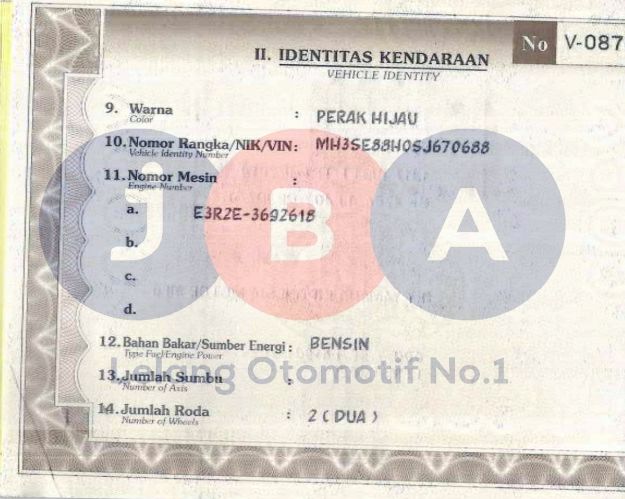 No V-087
II. IDENTITAS KENDARAAN
VEHICLE IDENTITY
9. Warna : PERAK HIJAU
Color
10. Nomor Rangka/NIK/VIN: MH3SE88H0SJ670688
Vehicle Identity Number
11. Nomor Mesin :
Engine Number
a. E3R2E-3692618
b.
c.
d.
12. Bahan Bakar/Sumber Energi : BENSIN
Type Fuel/Engine Power
13. Jumlah Sumbu :
Number of Axis
14. Jumlah Roda : 2 ( DUA )
Number of Wheels
j B A
Lelang Otomotif No.1